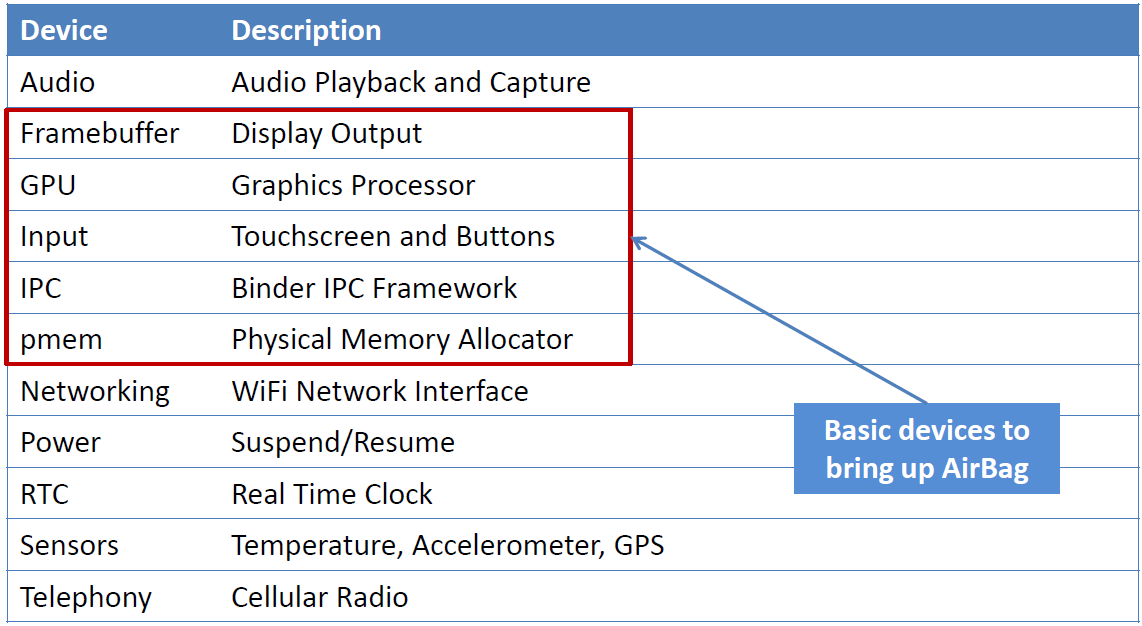 Device Description
Audio Audio Playback and Capture
Framebuffer Display Output
GPU Graphics Processor
Input Touchscreen and Buttons
IPC Binder IPC Framework
pmem Physical Memory Allocator
Networking WiFi Network Interface
Power Suspend/Resume
RTC Real Time Clock
Sensors Temperature, Accelerometer, GPS
Telephony Cellular Radio
Basic devices to
bring up AirBag